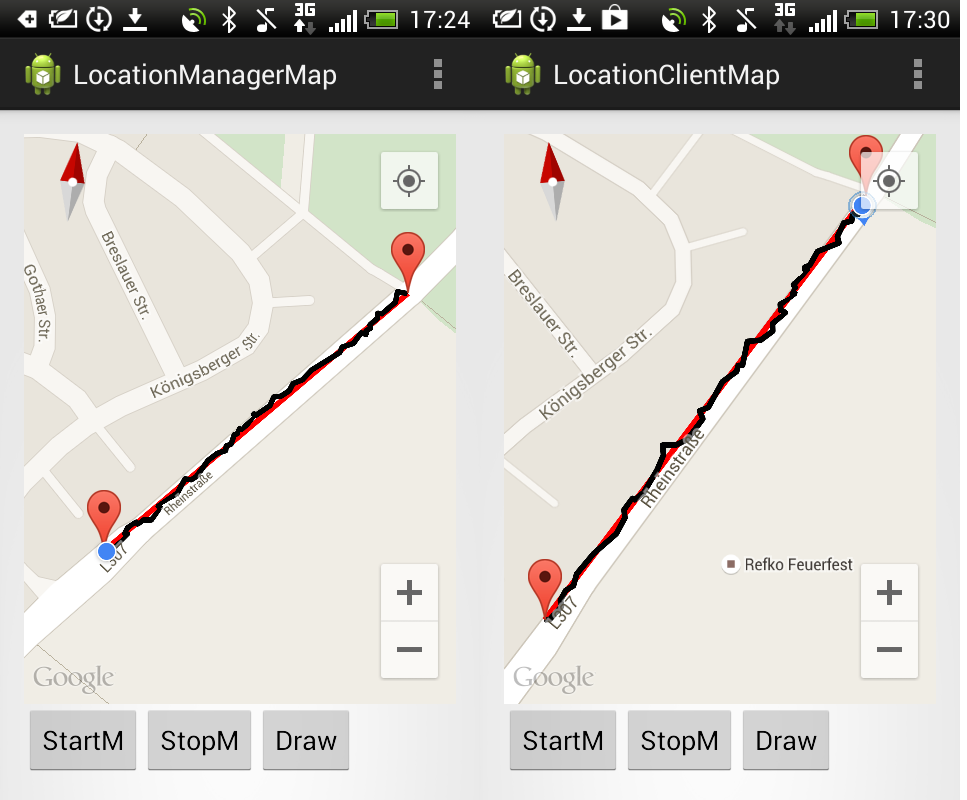 3G
17:24
LocationManagerMap
Breslauer Str.
Gothaer Str.
Königsberger Str.
Rheinstraße
L307
Google
StartM
StopM
Draw
3G
17:30
LocationClientMap
Breslauer Str.
Königsberger Str.
Rheinstraße
Refko Feuerfest
L307
Google
StartM
StopM
Draw